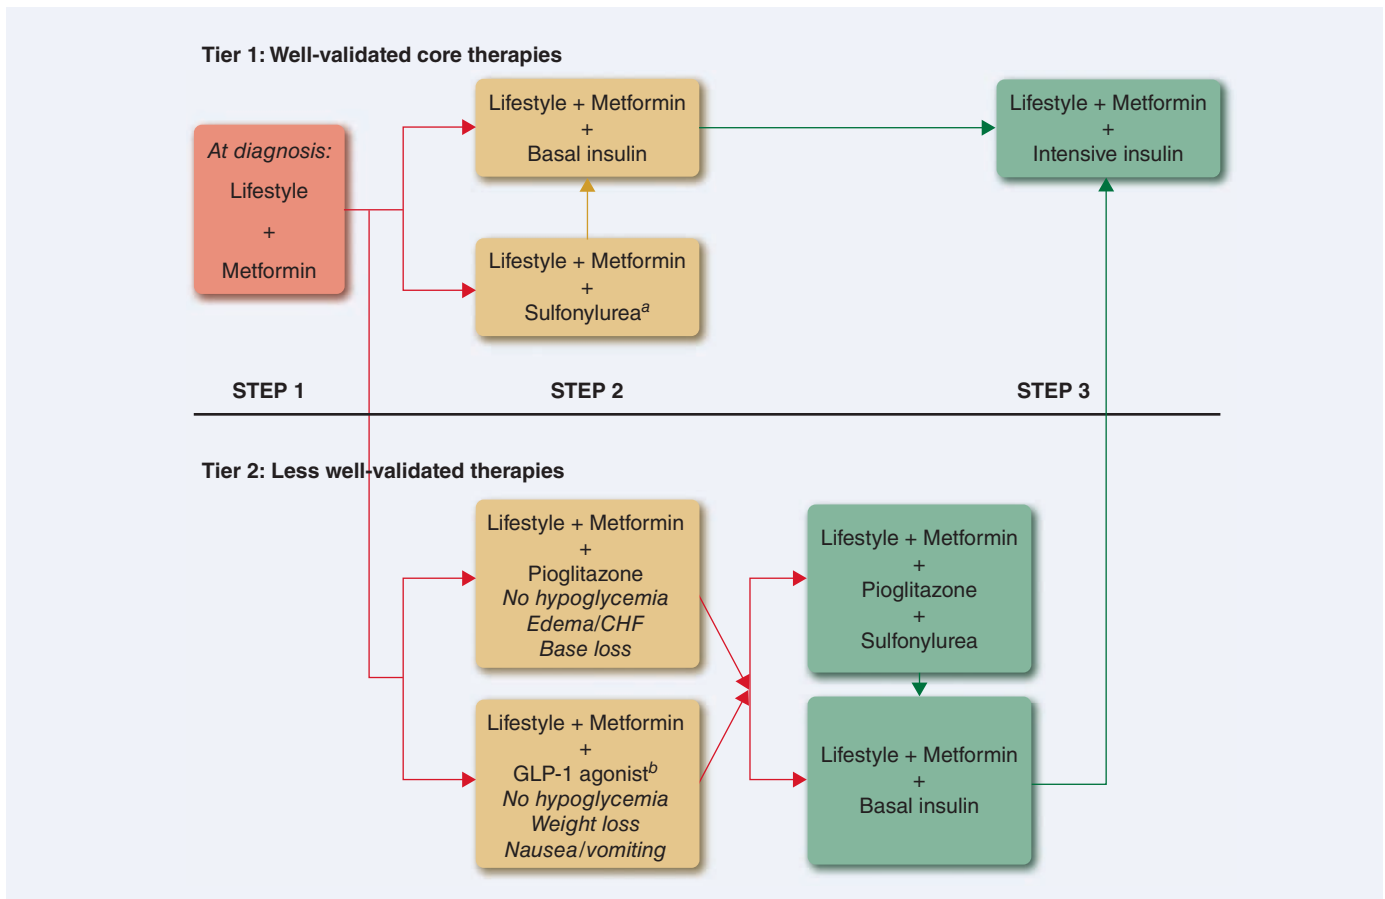 Tier 1: Well-validated core therapies
At diagnosis:
Lifestyle
+
Metformin
Lifestyle + Metformin
+
Basal insulin
Lifestyle + Metformin
+
Sulfonylureaᵃ
Lifestyle + Metformin
+
Intensive insulin
STEP 1
STEP 2
STEP 3
Tier 2: Less well-validated therapies
Lifestyle + Metformin
+
Pioglitazone
No hypoglycemia
Edema/CHF
Base loss
Lifestyle + Metformin
+
GLP-1 agonistᵇ
No hypoglycemia
Weight loss
Nausea/vomiting
Lifestyle + Metformin
+
Pioglitazone
+
Sulfonylurea
Lifestyle + Metformin
+
Basal insulin